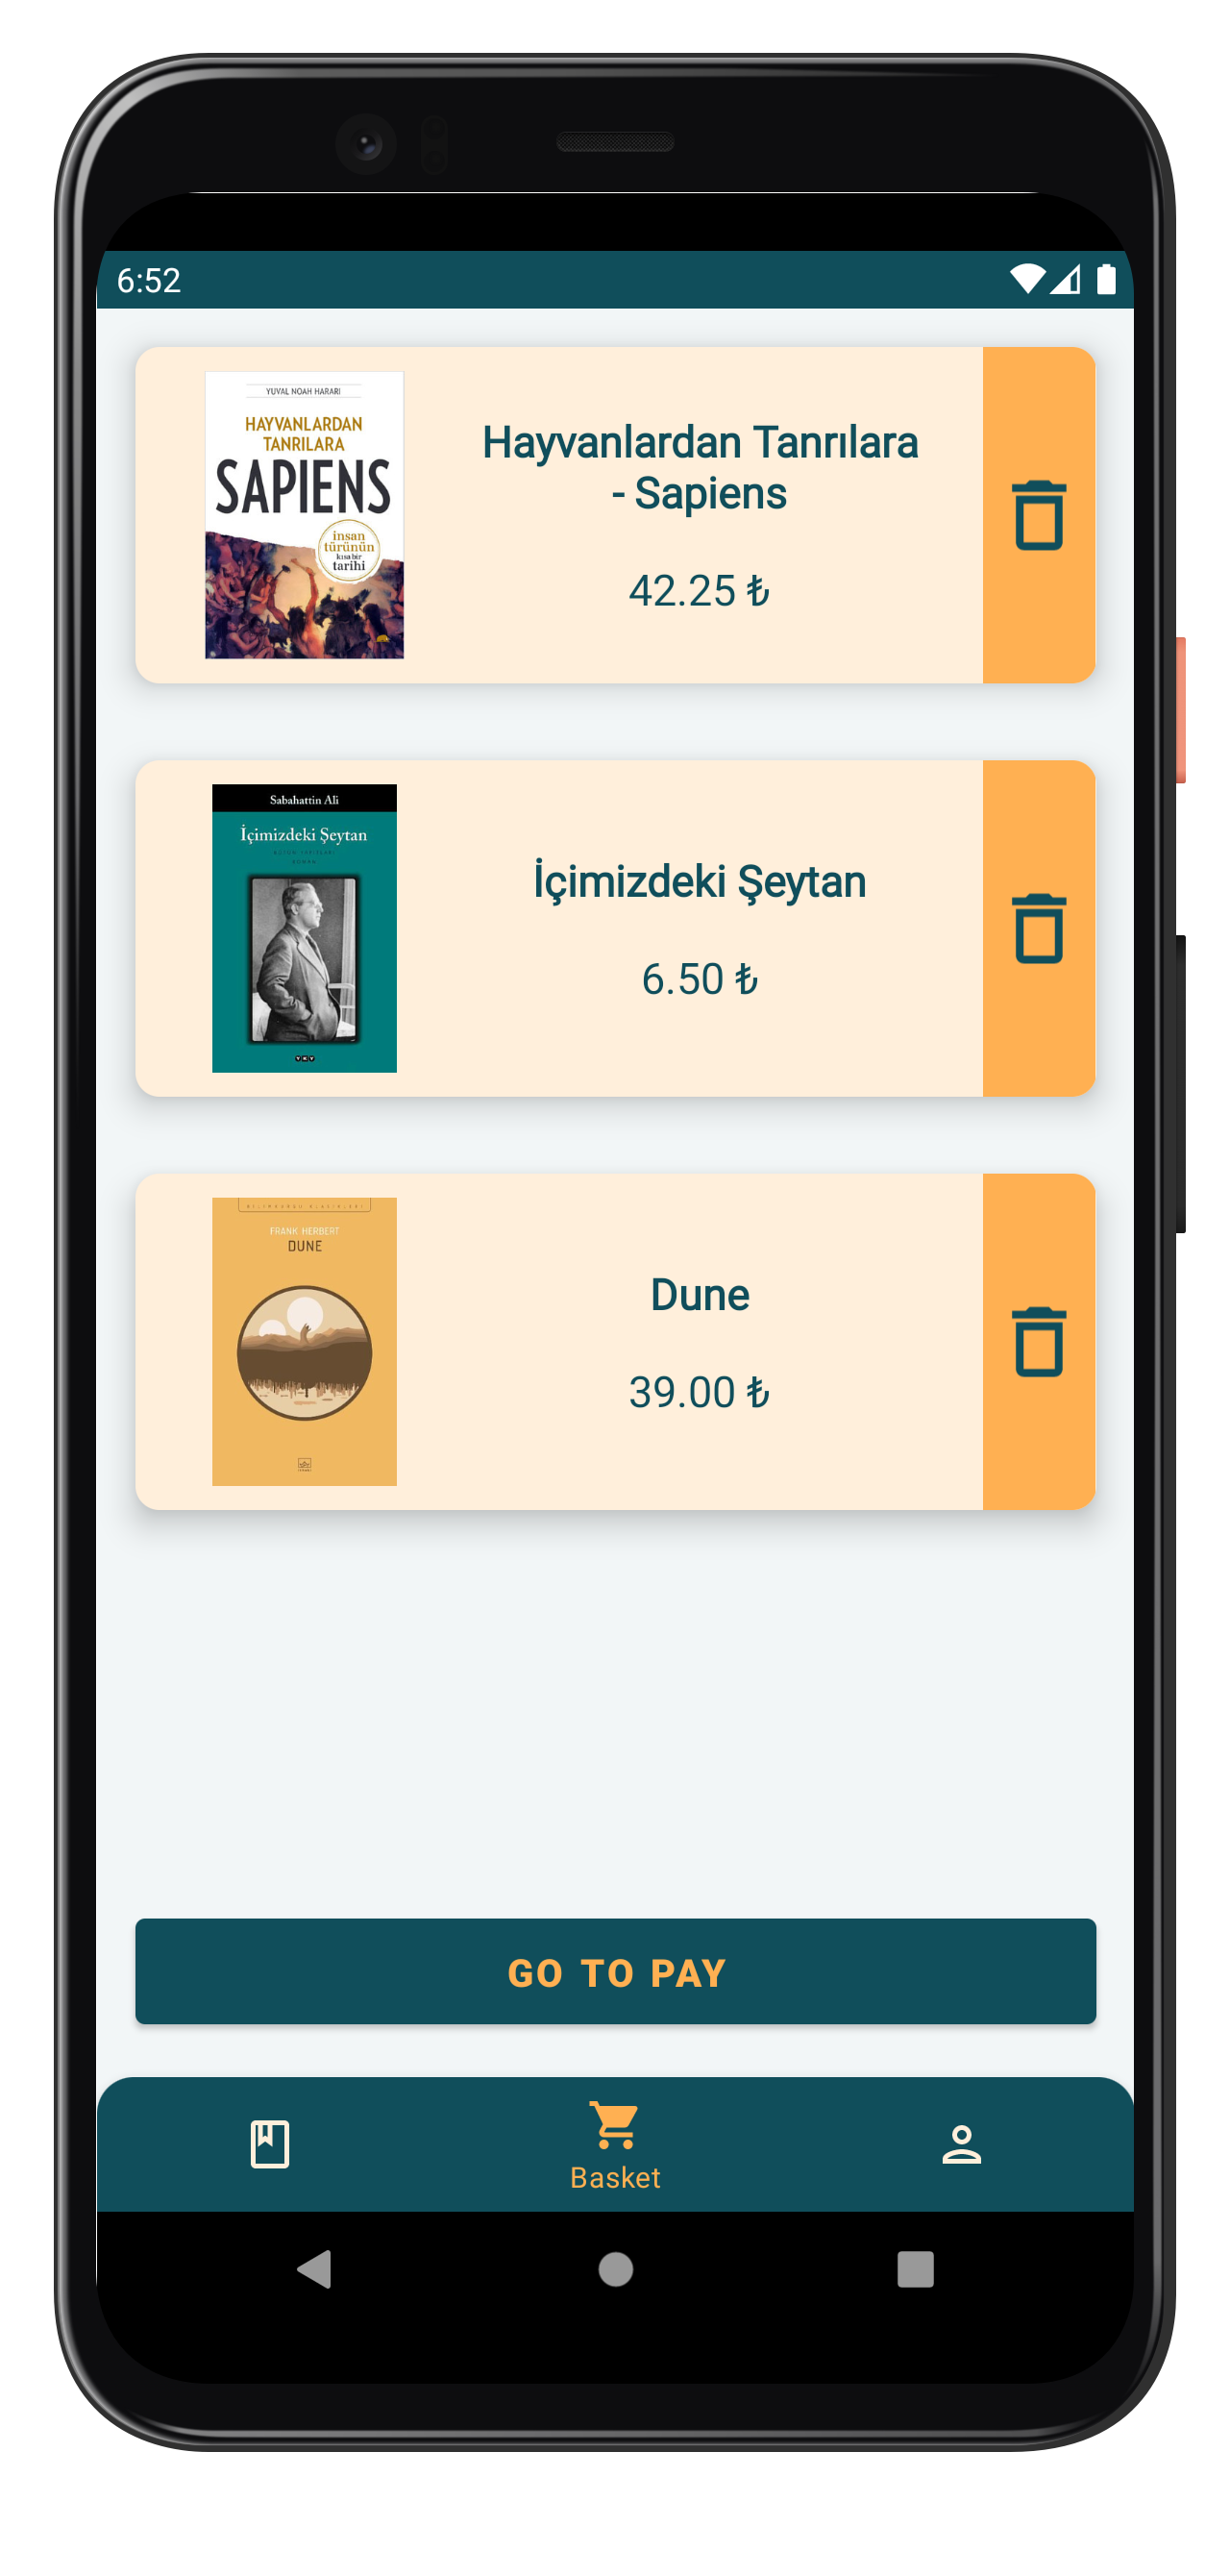 6:52
YUVAL NOAH HARARI
HAYVANLARDAN
TANRILARA
SAPIENS
insan
türünün
kısa bir
tarihi
Hayvanlardan Tanrılara
- Sapiens
42.25 ₺
Sabahattin Ali
İçimizdeki Şeytan
İçimizdeki Şeytan
6.50 ₺
FRANK HERBERT
DUNE
Dune
39.00 ₺
GO TO PAY
Basket